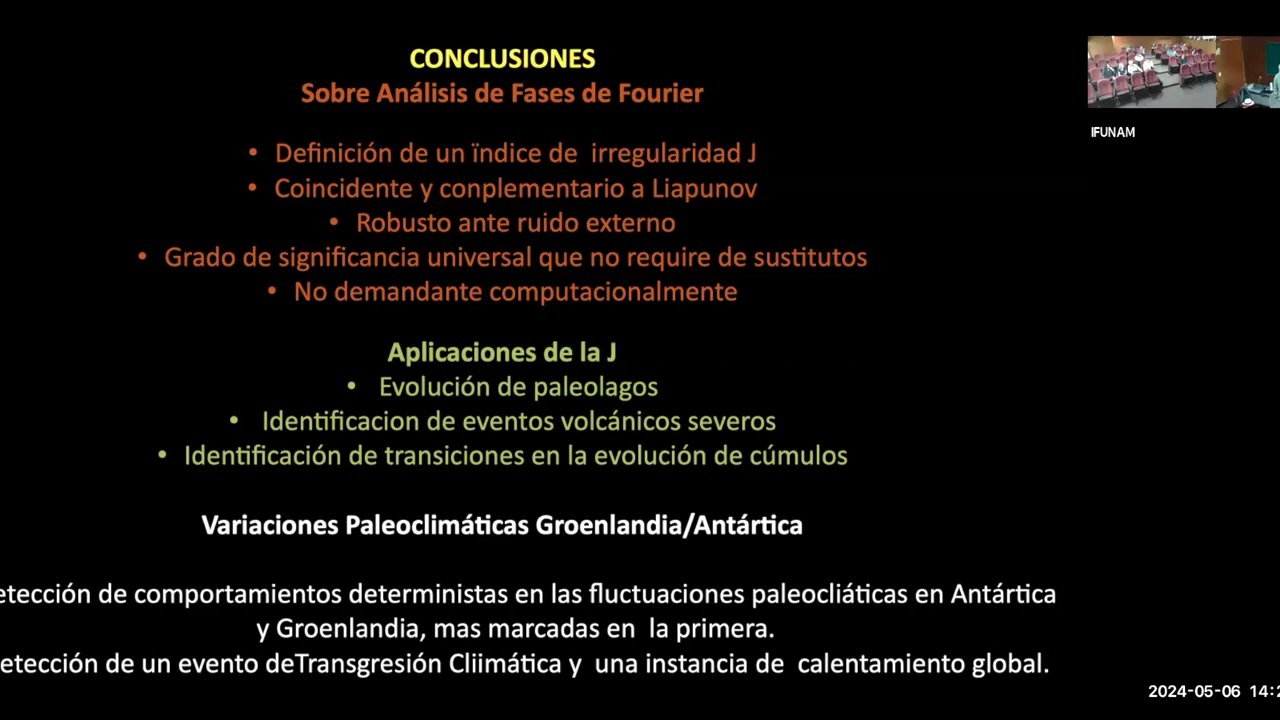 CONCLUSIONES
Sobre Análisis de Fases de Fourier
• Definición de un ïndice de irregularidad J
• Coincidente y conplementario a Liapunov
• Robusto ante ruido externo
• Grado de significancia universal que no require de sustitutos
• No demandante computacionalmente
Aplicaciones de la J
• Evolución de paleolagos
• Identificacion de eventos volcánicos severos
• Identificación de transiciones en la evolución de cúmulos
Variaciones Paleoclimáticas Groenlandia/Antártica
etección de comportamientos deterministas en las fluctuaciones paleocliáticas en Antártica
y Groenlandia, mas marcadas en la primera.
etección de un evento deTransgresión Cliimática y una instancia de calentamiento global.
IFUNAM
2024-05-06 14:2